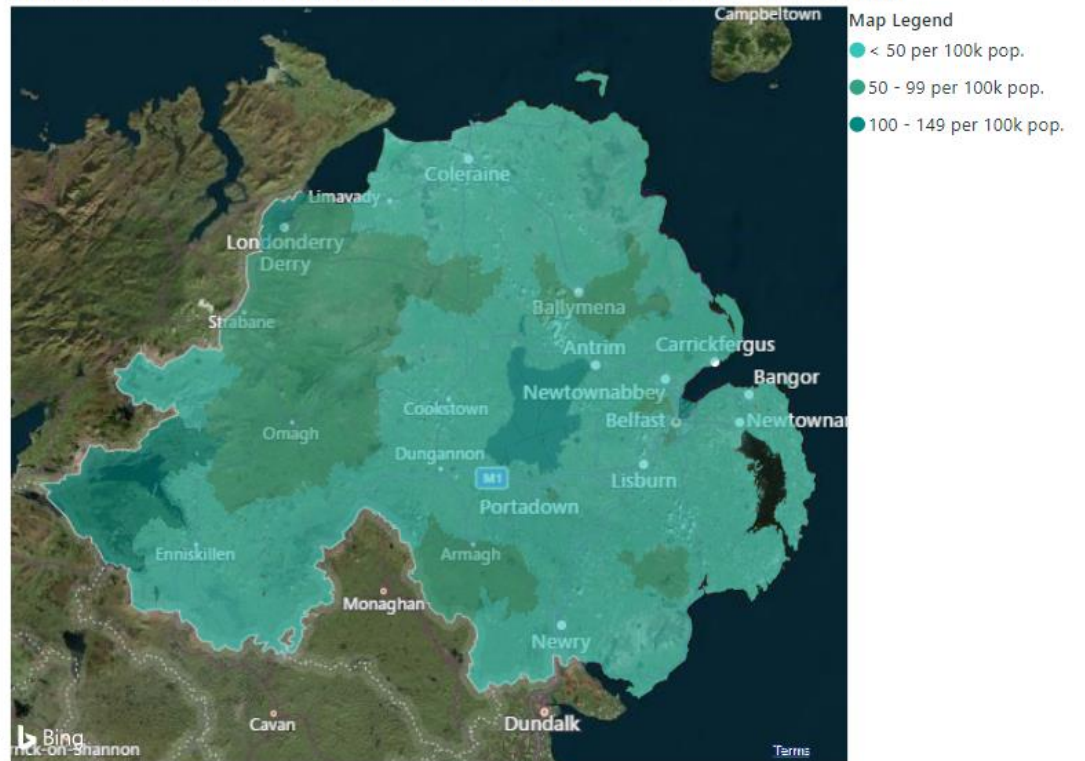 Campbeltown
Map Legend
< 50 per 100k pop.
50 - 99 per 100k pop.
100 - 149 per 100k pop.
Coleraine
Limavady
Londonderry
Derry
Strabane
Ballymena
Antrim
Carrickfergus
Bangor
Newtownabbey
Cookstown
Belfast
Newtownar
Omagh
Dungannon
M1
Lisburn
Portadown
Enniskillen
Armagh
Monaghan
Newry
Cavan
Dundalk
Bing
rrick-on-Shannon
Terms